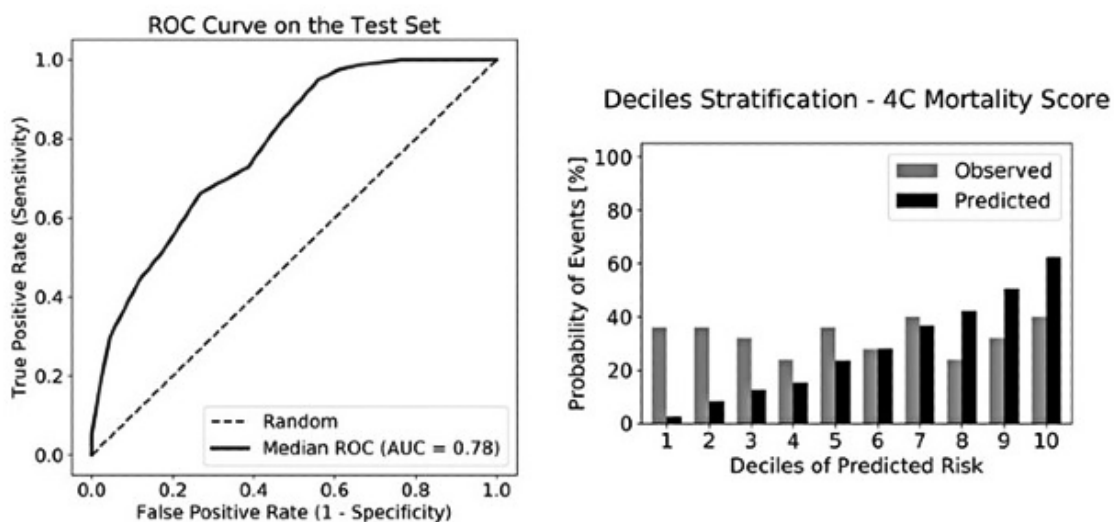 ROC Curve on the Test Set
True Positive Rate (Sensitivity)
1.0
0.8
0.6
0.4
0.2
0.0
Random
Median ROC (AUC = 0.78)
0.0 0.2 0.4 0.6 0.8 1.0
False Positive Rate (1 - Specificity)
Deciles Stratification - 4C Mortality Score
Probability of Events [%]
100
80
60
40
20
0
Observed
Predicted
1 2 3 4 5 6 7 8 9 10
Deciles of Predicted Risk